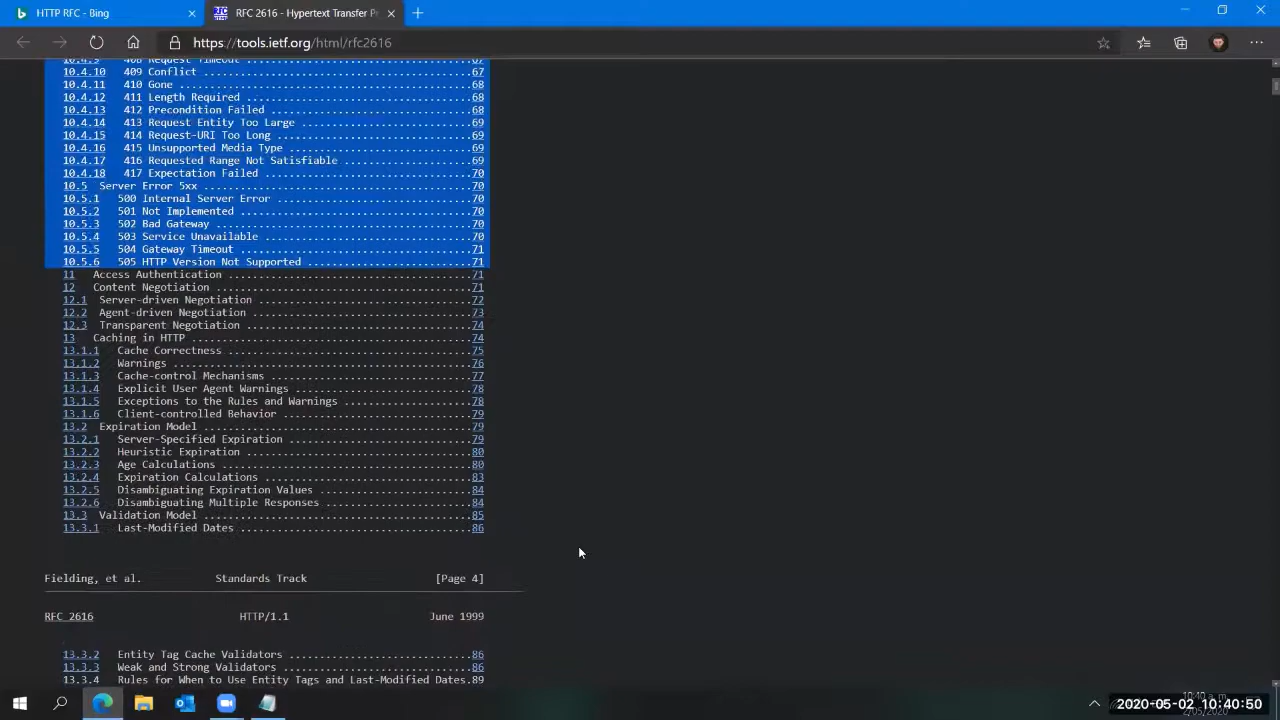 HTTP RFC - Bing
RFC 2616 - Hypertext Transfer Pr
https://tools.ietf.org/html/rfc2616
10.4.9 408 Request Timeout ....................................67
10.4.10 409 Conflict ............................................67
10.4.11 410 Gone ................................................68
10.4.12 411 Length Required .....................................68
10.4.13 412 Precondition Failed .................................68
10.4.14 413 Request Entity Too Large ............................69
10.4.15 414 Request-URI Too Long ................................69
10.4.16 415 Unsupported Media Type ..............................69
10.4.17 416 Requested Range Not Satisfiable .....................69
10.4.18 417 Expectation Failed ..................................70
10.5 Server Error 5xx ............................................70
10.5.1 500 Internal Server Error ................................70
10.5.2 501 Not Implemented ......................................70
10.5.3 502 Bad Gateway ..........................................70
10.5.4 503 Service Unavailable ..................................70
10.5.5 504 Gateway Timeout ......................................71
10.5.6 505 HTTP Version Not Supported ...........................71
11 Access Authentication .........................................71
12 Content Negotiation ...........................................71
12.1 Server-driven Negotiation ...................................72
12.2 Agent-driven Negotiation ....................................73
12.3 Transparent Negotiation .....................................74
13 Caching in HTTP ...............................................74
13.1.1 Cache Correctness .........................................75
13.1.2 Warnings ..................................................76
13.1.3 Cache-control Mechanisms ..................................77
13.1.4 Explicit User Agent Warnings ..............................78
13.1.5 Exceptions to the Rules and Warnings ......................78
13.1.6 Client-controlled Behavior ................................79
13.2 Expiration Model ............................................79
13.2.1 Server-Specified Expiration ...............................79
13.2.2 Heuristic Expiration ......................................80
13.2.3 Age Calculations ..........................................80
13.2.4 Expiration Calculations ...................................83
13.2.5 Disambiguating Expiration Values ..........................84
13.2.6 Disambiguating Multiple Responses .........................84
13.3 Validation Model ............................................85
13.3.1 Last-Modified Dates .......................................86
Fielding, et al. Standards Track [Page 4]
RFC 2616 HTTP/1.1 June 1999
13.3.2 Entity Tag Cache Validators ...............................86
13.3.3 Weak and Strong Validators ................................86
13.3.4 Rules for When to Use Entity Tags and Last-Modified Dates.89
10:40 a. m.
2020-05-02 10:40:50
2/05/2020